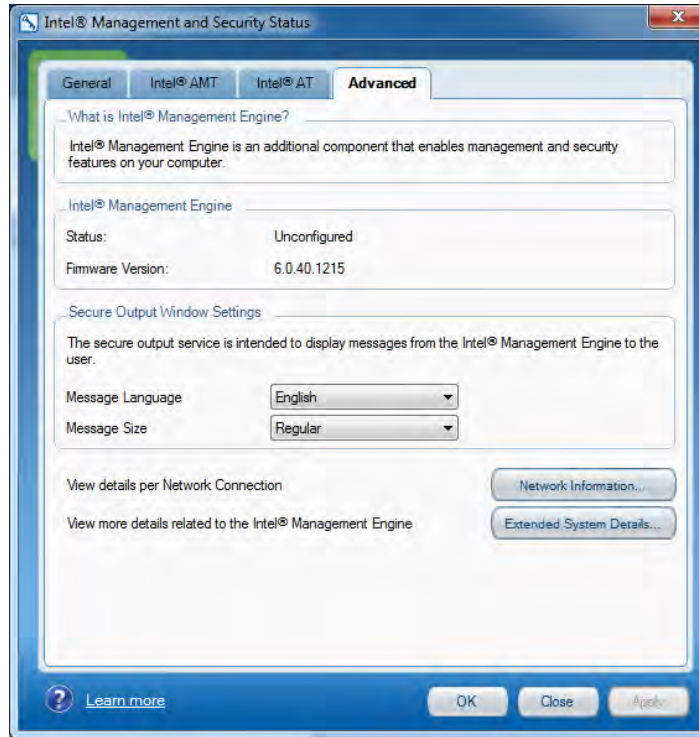 Intel® Management and Security Status
General
Intel® AMT
Intel® AT
Advanced
What is Intel® Management Engine?
Intel® Management Engine is an additional component that enables management and security
features on your computer.
Intel® Management Engine
Status:
Unconfigured
Firmware Version:
6.0.40.1215
Secure Output Window Settings
The secure output service is intended to display messages from the Intel® Management Engine to the
user.
Message Language
English
Message Size
Regular
View details per Network Connection
Network Information...
View more details related to the Intel® Management Engine
Extended System Details...
?
Learn more
OK
Close
Apply